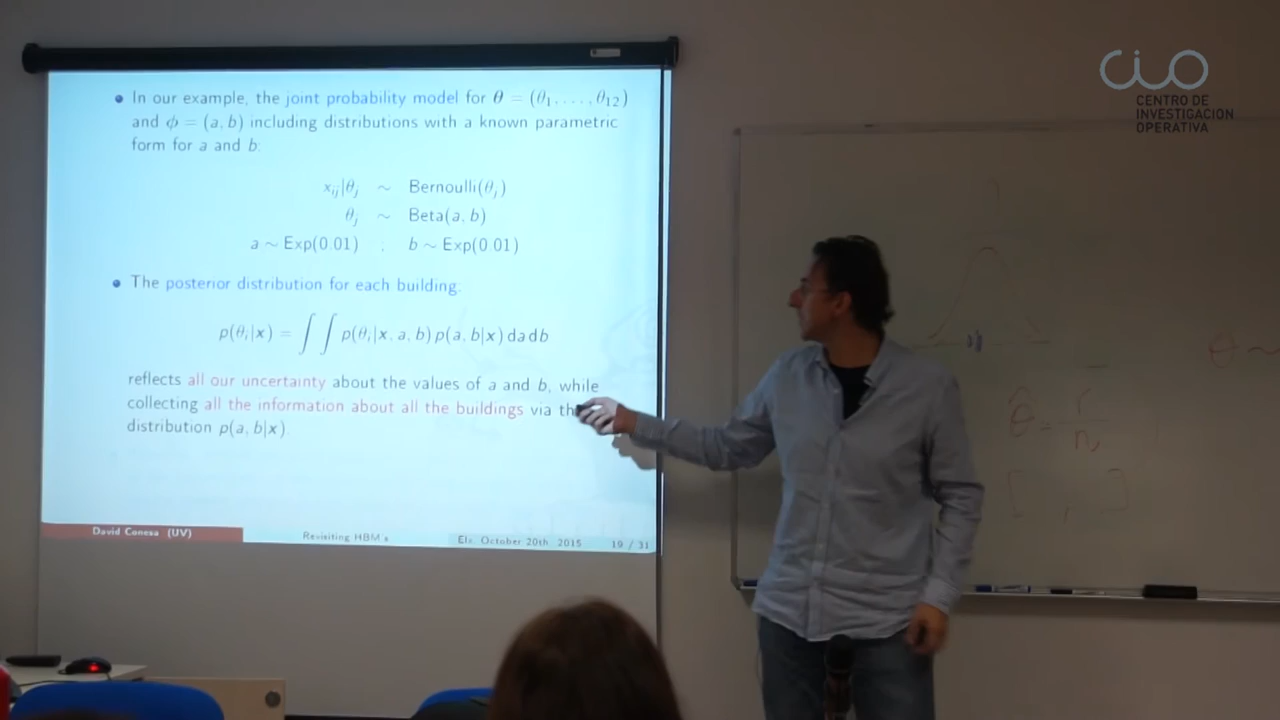 In our example, the joint probability model for θ = (θ₁, . . . , θ₁₂)
and ϕ = (a, b) including distributions with a known parametric
form for a and b:
xᵢⱼ|θⱼ ∼ Bernoulli(θⱼ)
θⱼ ∼ Beta(a, b)
a ∼ Exp(0.01) ; b ∼ Exp(0.01)
The posterior distribution for each building:
p(θᵢ|x) = ∫ ∫ p(θᵢ|x, a, b) p(a, b|x) da db
reflects all our uncertainty about the values of a and b, while
collecting all the information about all the buildings via
distribution p(a, b|x).
David Conesa (UV)
Revisiting HBM's
Elx, October 20th, 2015
19 / 31
CIO
CENTRO DE
INVESTIGACION
OPERATIVA
θ̂ = r / n
[ , ]
θ ∼